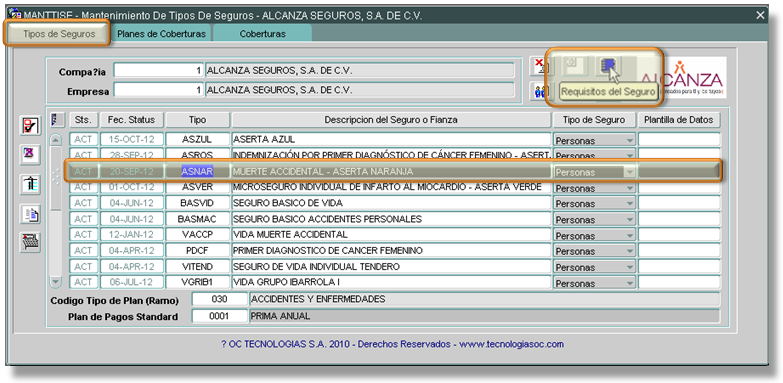 MANTTISE - Mantenimiento De Tipos De Seguros - ALCANZA SEGUROS, S.A. DE C.V.
Tipos de Seguros Planes de Coberturas Coberturas
Compa?ia 1 ALCANZA SEGUROS, S.A. DE C.V.
Empresa 1 ALCANZA SEGUROS, S.A. DE C.V.
Requisitos del Seguro
ALCANZA
Sts. Fec. Status Tipo Descripcion del Seguro o Fianza Tipo de Seguro Plantilla de Datos
ACT 15-OCT-12 ASZUL ASERTA AZUL Personas
ACT 28-SEP-12 ASROS INDEMNIZACIÓN POR PRIMER DIAGNÓSTICO DE CÁNCER FEMENINO - ASERT Personas
ACT 20-SEP-12 ASNAR MUERTE ACCIDENTAL - ASERTA NARANJA Personas
ACT 01-OCT-12 ASVER MICROSEGURO INDIVIDUAL DE INFARTO AL MIOCARDIO - ASERTA VERDE Personas
ACT 04-JUN-12 BASVID SEGURO BASICO DE VIDA Personas
ACT 04-JUN-12 BASMAC SEGURO BASICO ACCIDENTES PERSONALES Personas
ACT 12-JAN-12 VACCP VIDA MUERTE ACCIDENTAL Personas
ACT 04-APR-12 PDCF PRIMER DIAGNOSTICO DE CANCER FEMENINO Personas
ACT 04-APR-12 VITEND SEGURO DE VIDA INDIVIDUAL TENDERO Personas
ACT 06-JUL-12 VGRIB1 VIDA GRUPO IBARROLA I Personas
Codigo Tipo de Plan (Ramo) 030 ACCIDENTES Y ENFERMEDADES
Plan de Pagos Standard 0001 PRIMA ANUAL
? OC TECNOLOGIAS S.A. 2010 - Derechos Reservados - www.tecnologiasoc.com